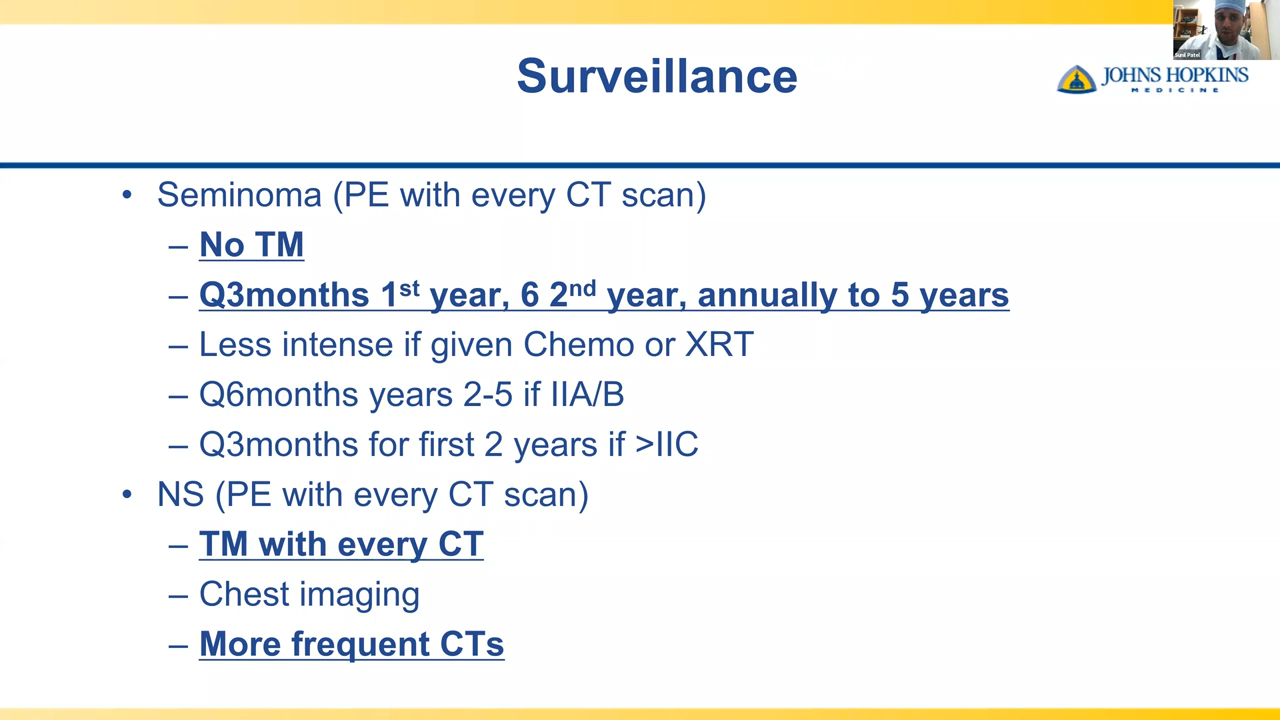 Sunil Patel
Surveillance
JOHNS HOPKINS
MEDICINE
• Seminoma (PE with every CT scan)
– No TM
– Q3months 1st year, 6 2nd year, annually to 5 years
– Less intense if given Chemo or XRT
– Q6months years 2-5 if IIA/B
– Q3months for first 2 years if >IIC
• NS (PE with every CT scan)
– TM with every CT
– Chest imaging
– More frequent CTs